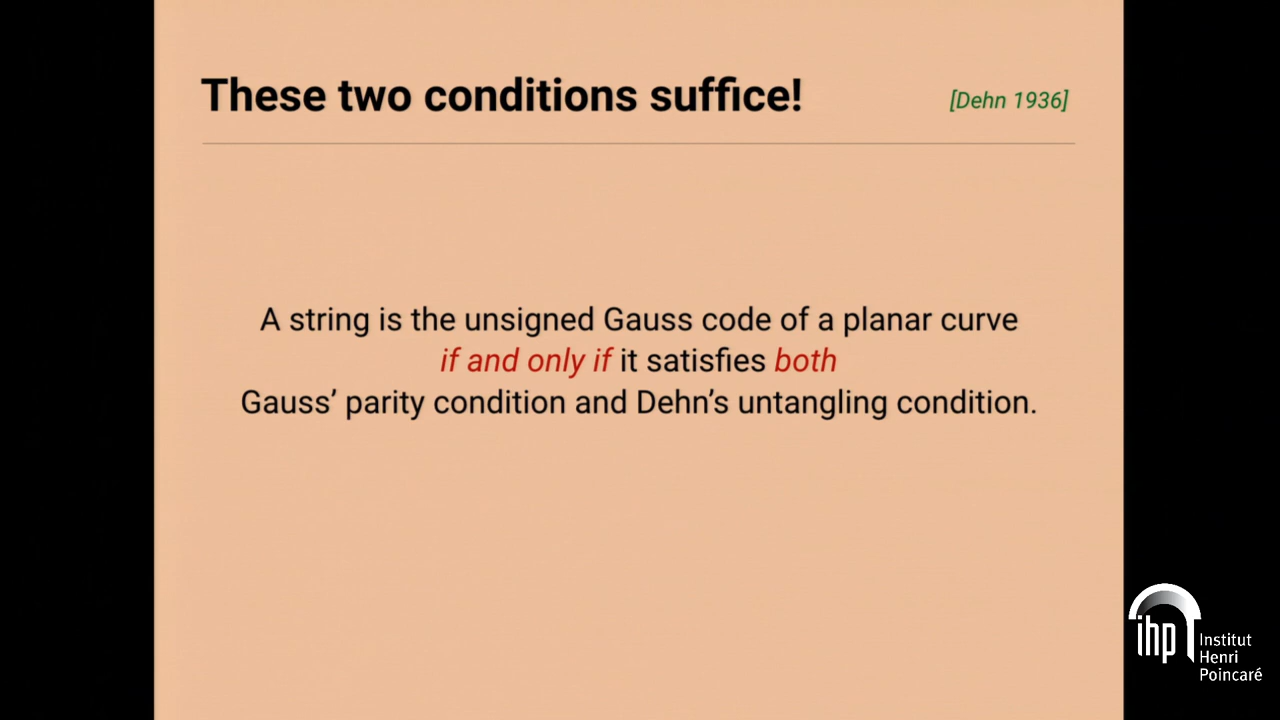 These two conditions suffice!
[Dehn 1936]
A string is the unsigned Gauss code of a planar curve
if and only if it satisfies both
Gauss’ parity condition and Dehn’s untangling condition.
ihp
Institut
Henri
Poincaré